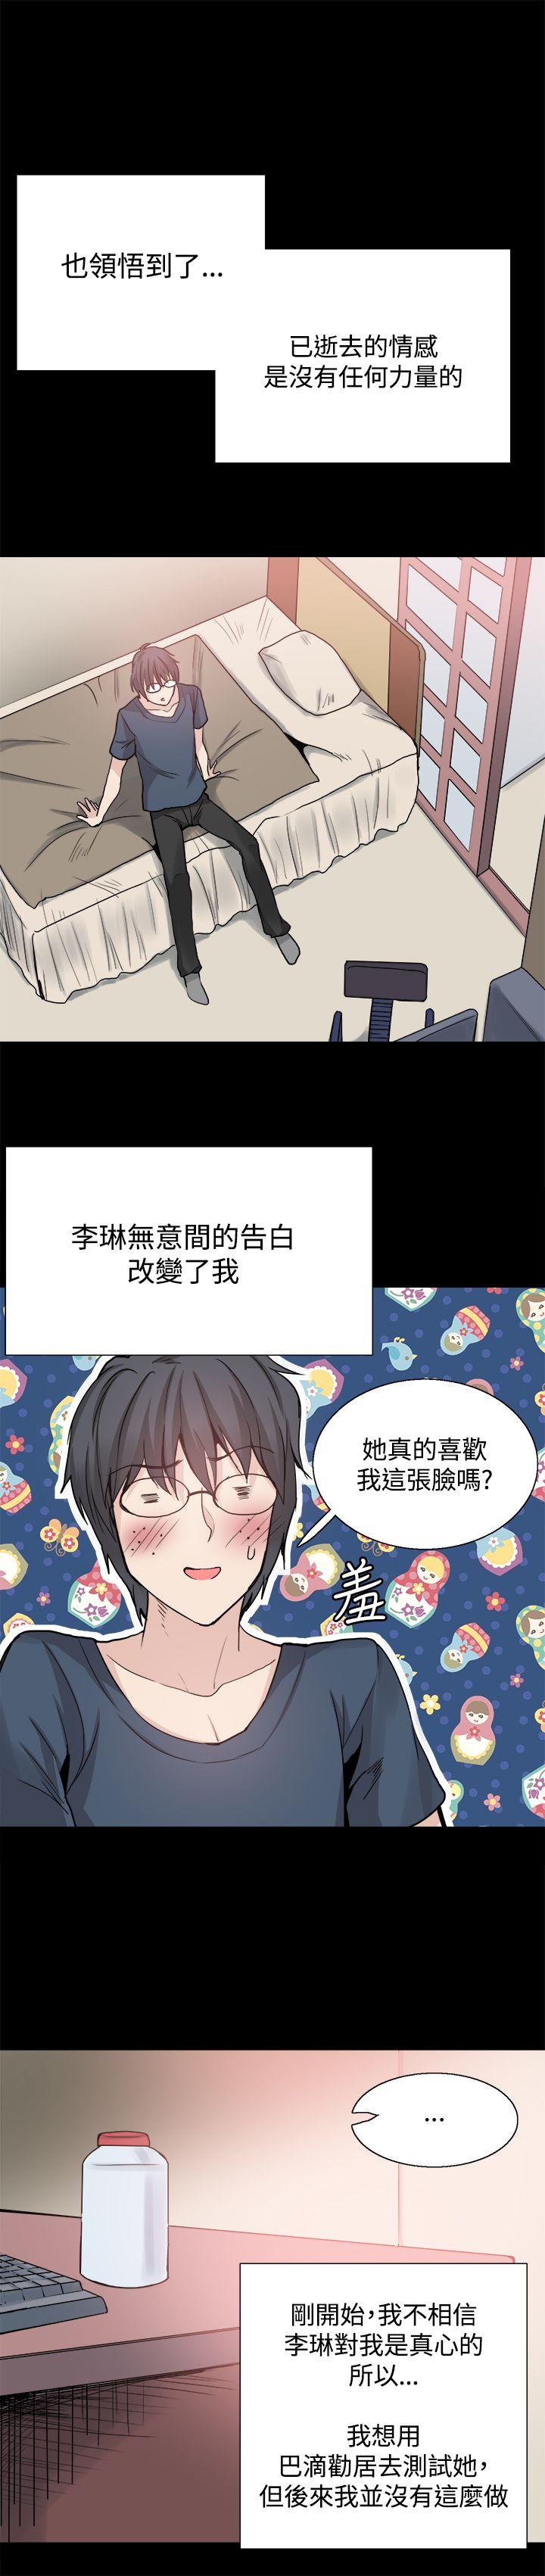 也領悟到了...
已逝去的情感
是沒有任何力量的
李琳無意間的告白
改變了我
她真的喜歡
我這張臉嗎?
羞
...
剛開始,我不相信
李琳對我是真心的
所以...
我想用
巴滴勸居去測試她,
但後來我並沒有這麼做